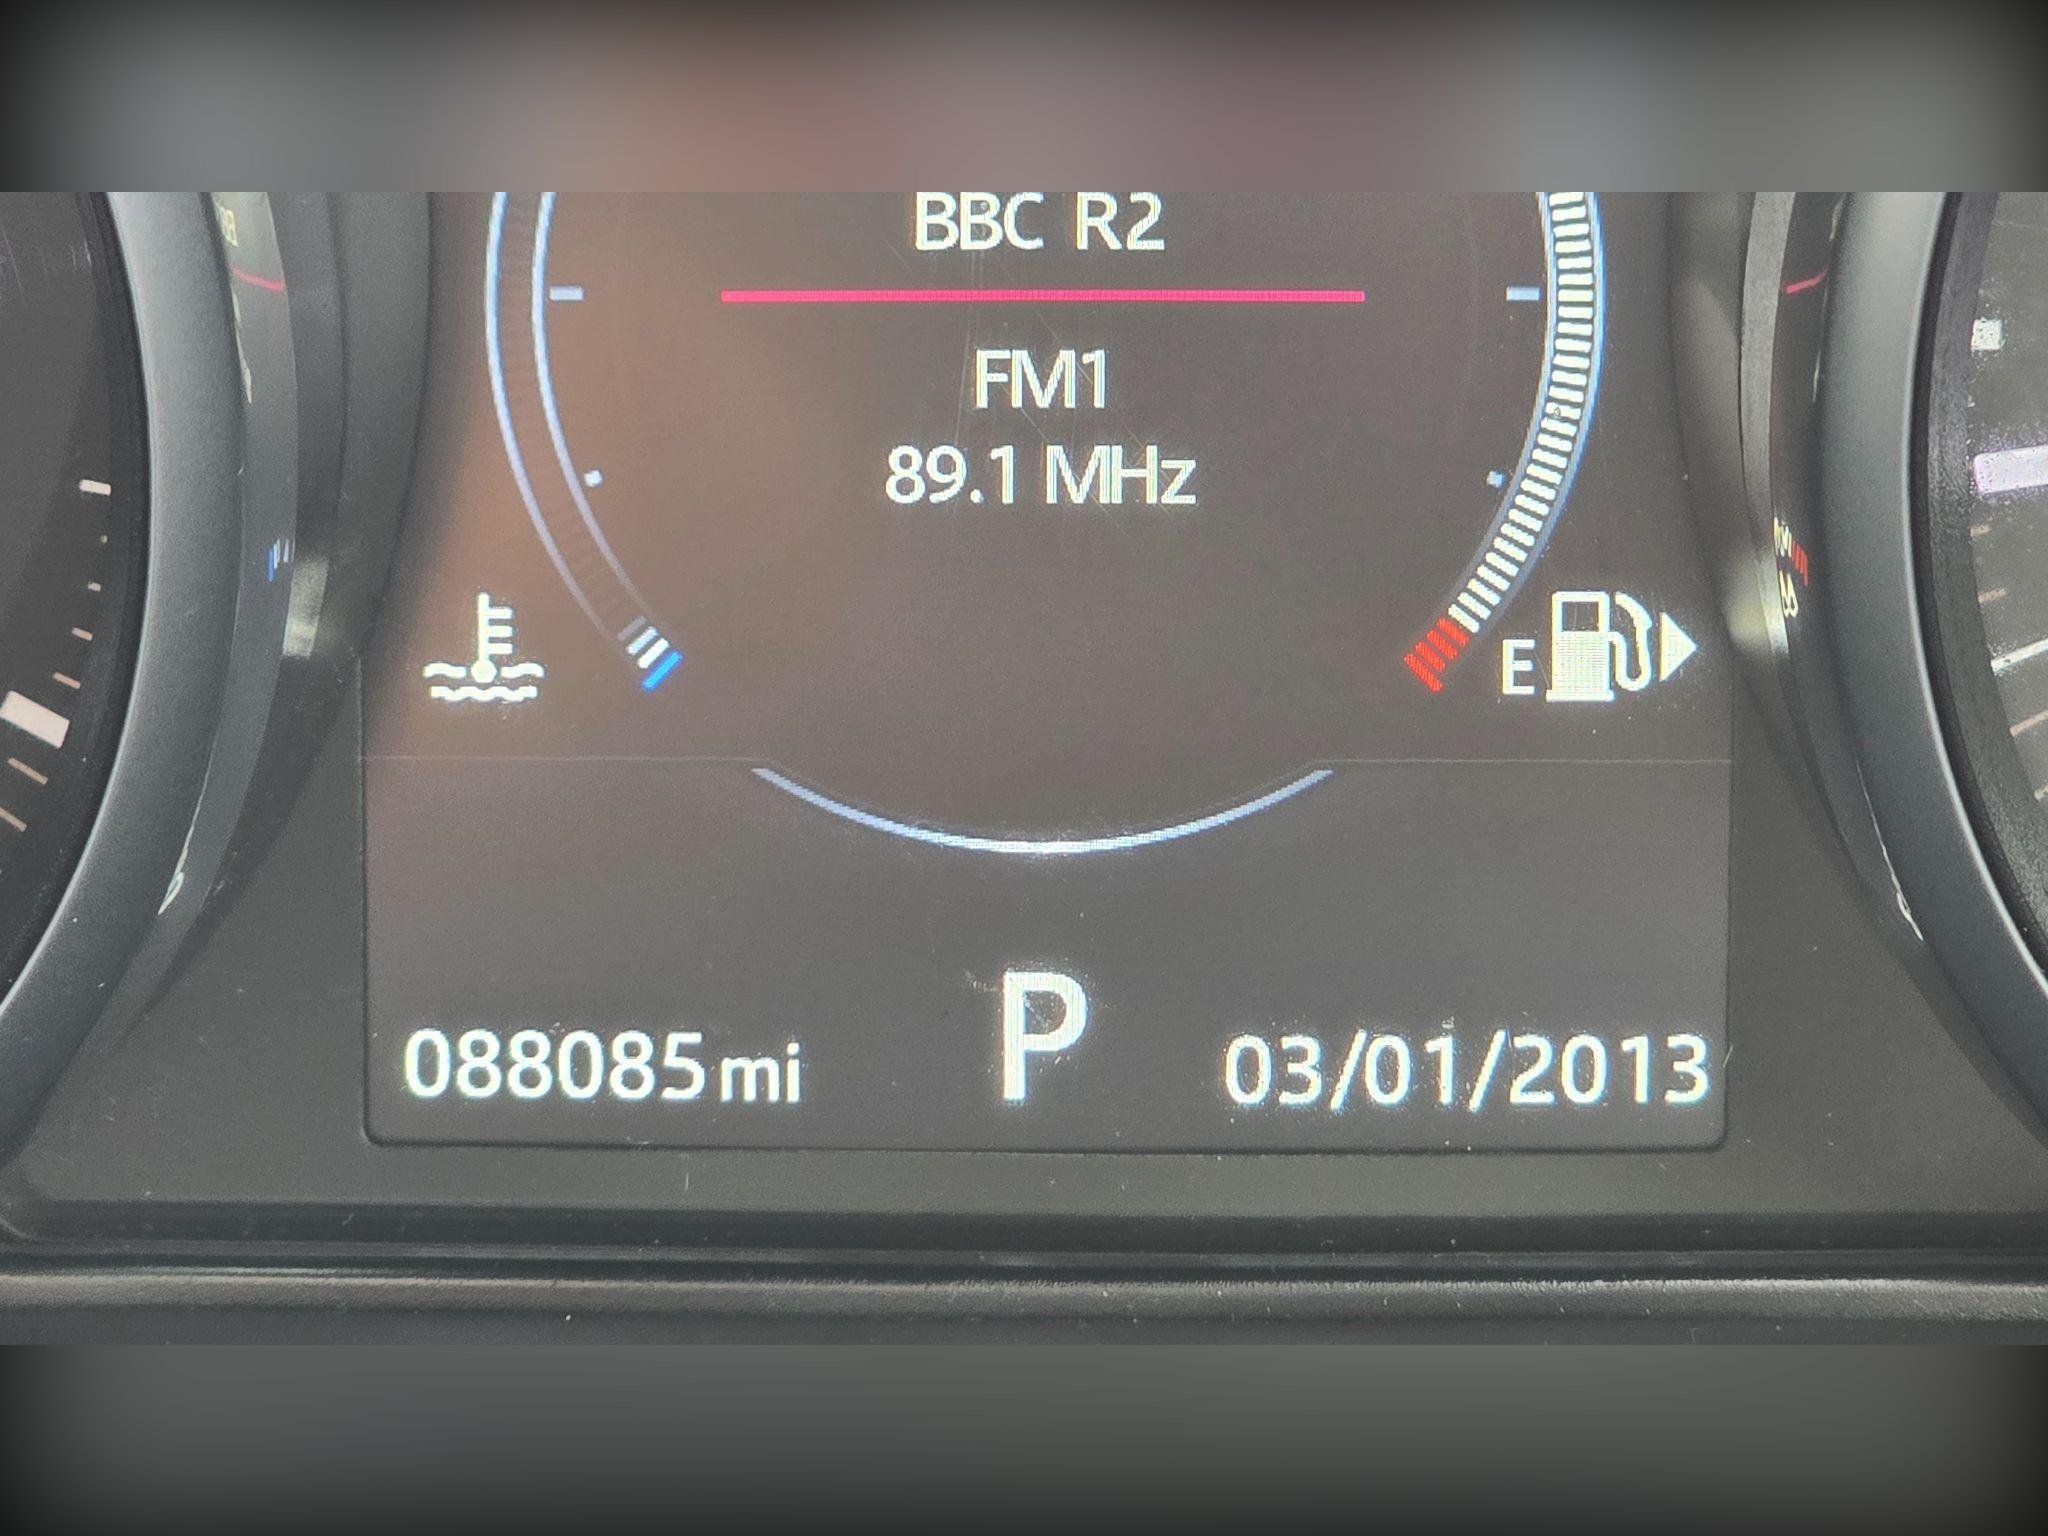 BBC R2
FM1
89.1 MHz
E
088085mi
P
03/01/2013